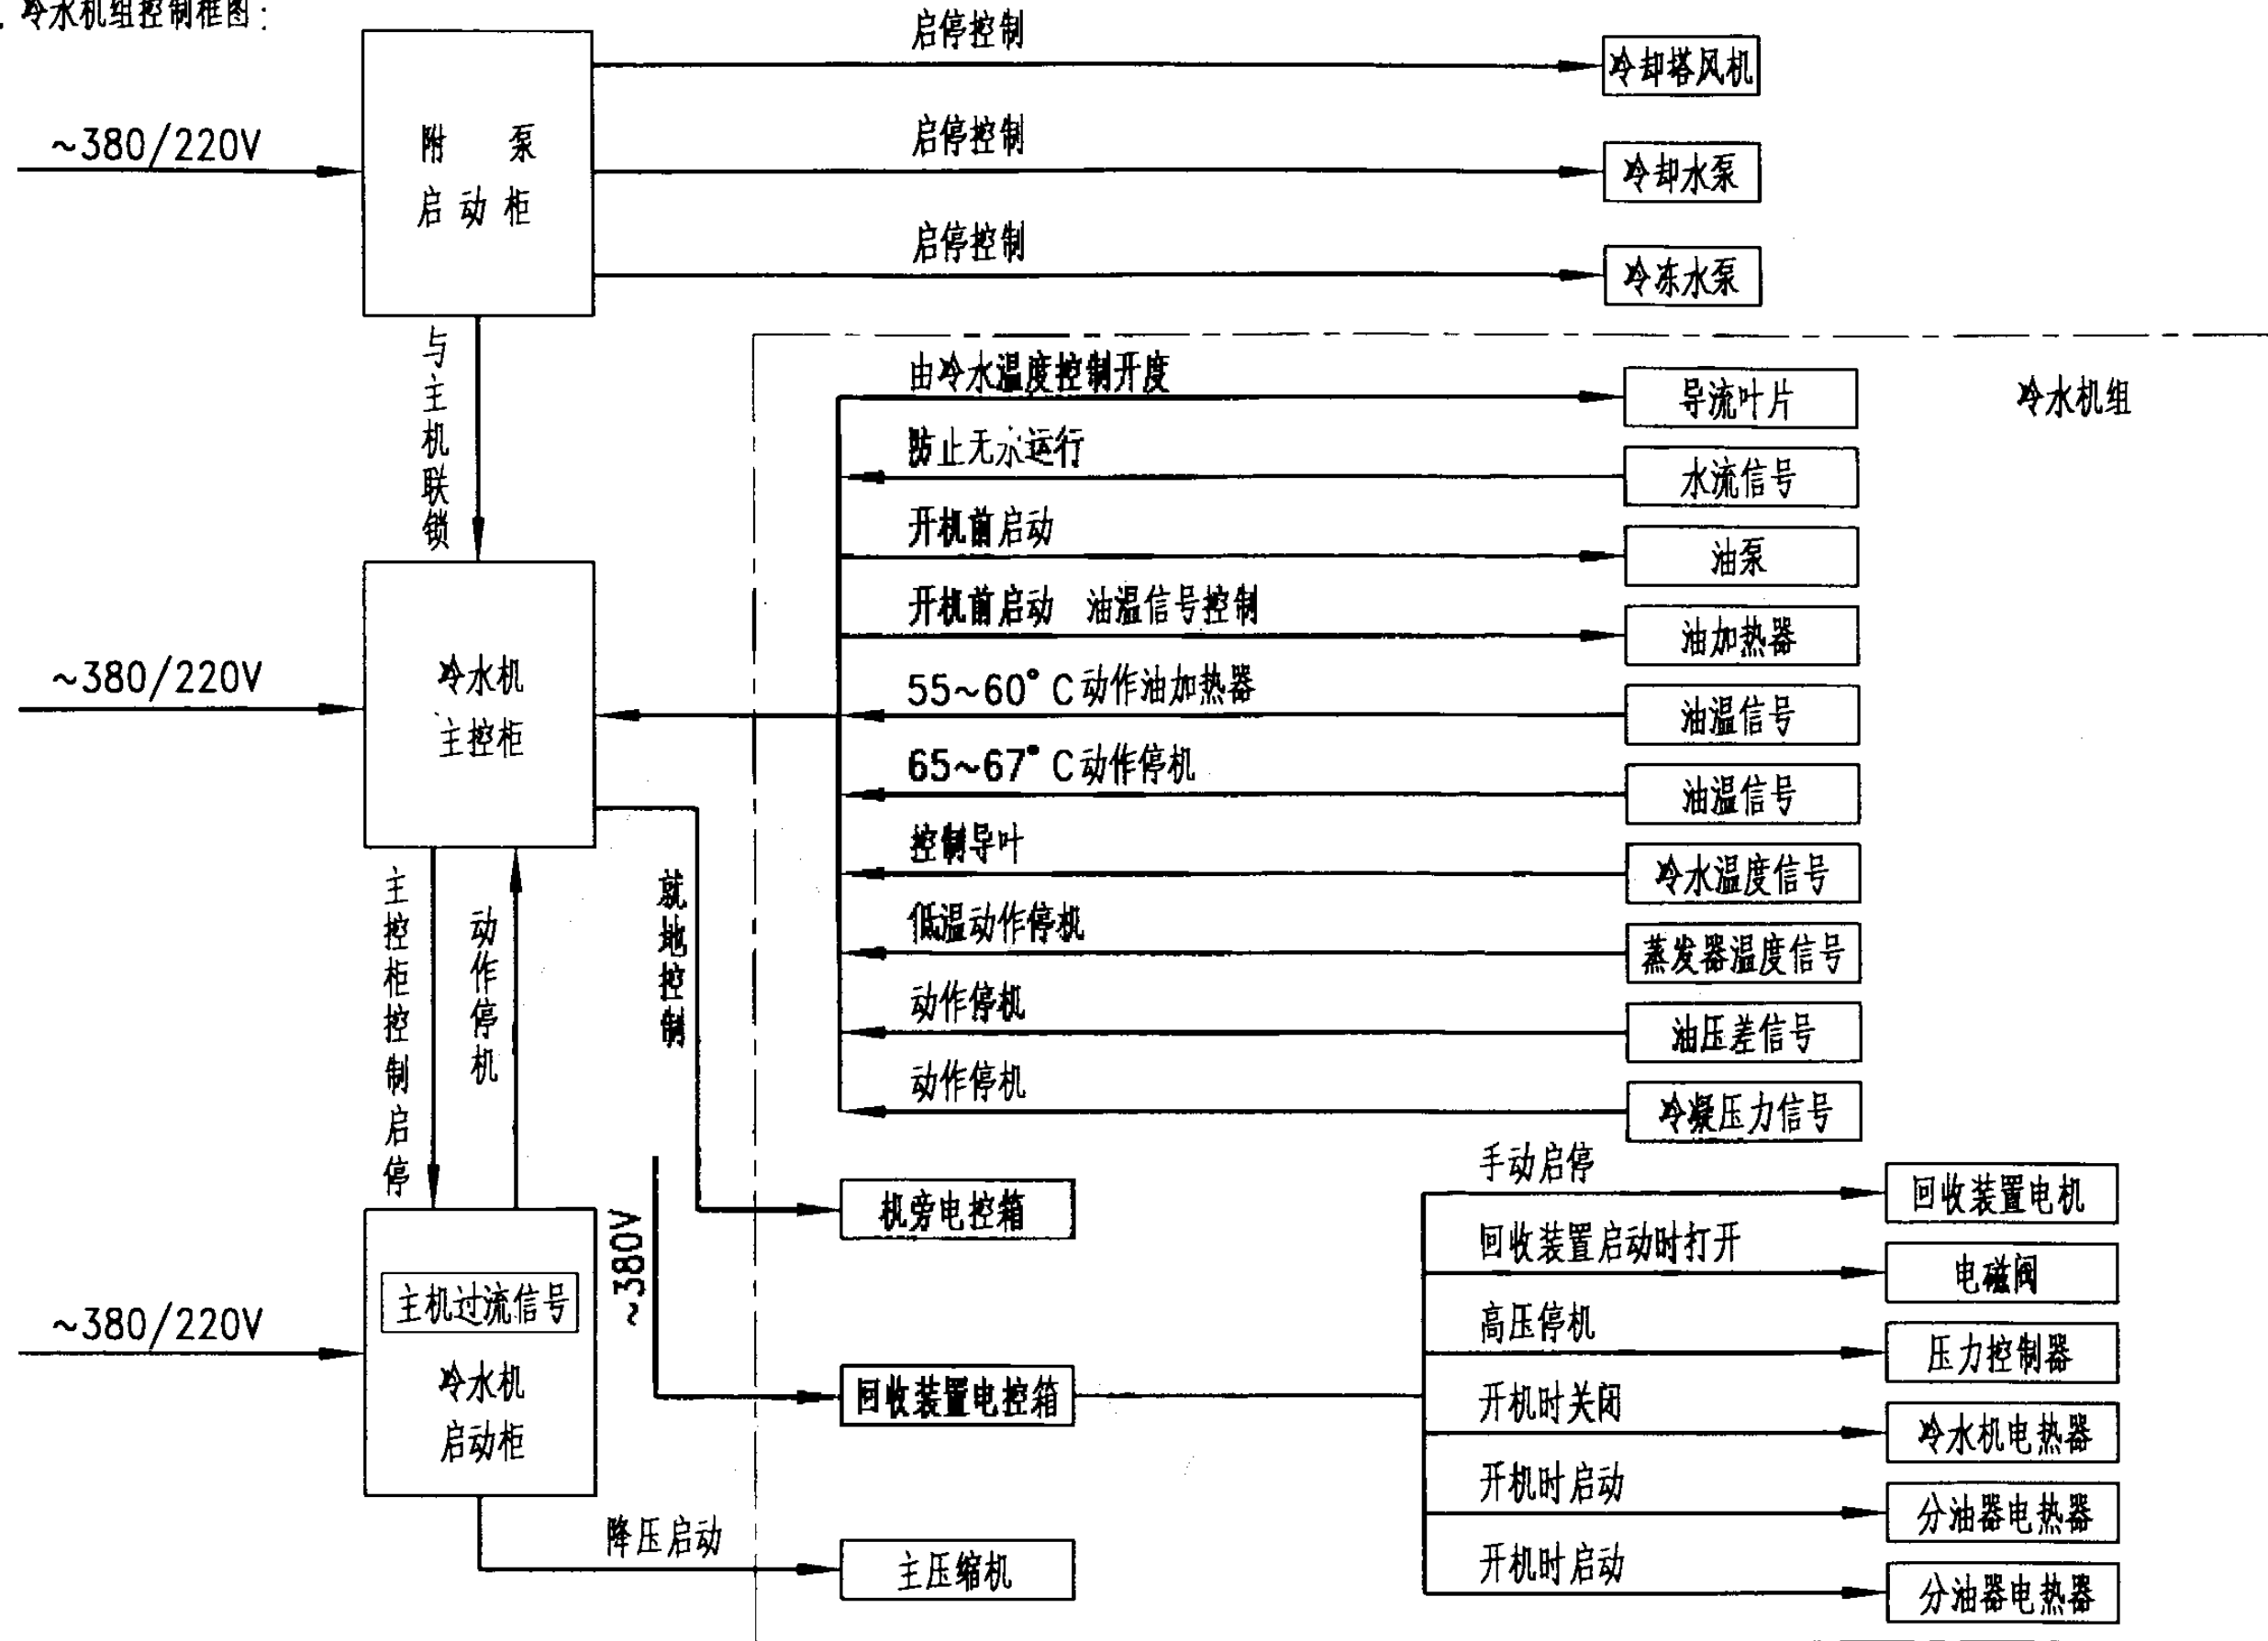 冷水机组控制框图:
启停控制
冷却塔风机
~380/220V
附 泵
启动柜
启停控制
冷却水泵
启停控制
冷冻水泵
与主机联锁
冷水机组
由冷水温度控制开度
导流叶片
防止无水运行
水流信号
开机前启动
油泵
开机前启动 油温信号控制
油加热器
~380/220V
冷水机
主控柜
55~60°C动作油加热器
油温信号
65~67°C动作停机
油温信号
控制导叶
冷水温度信号
低温动作停机
蒸发器温度信号
动作停机
油压差信号
动作停机
冷凝压力信号
主控柜控制启停
动作停机
就地控制
机旁电控箱
~380V
手动启停
回收装置电机
回收装置启动时打开
电磁阀
高压停机
压力控制器
~380/220V
主机过流信号
冷水机
启动柜
回收装置电控箱
开机时关闭
冷水机电热器
开机时启动
分油器电热器
开机时启动
分油器电热器
降压启动
主压缩机